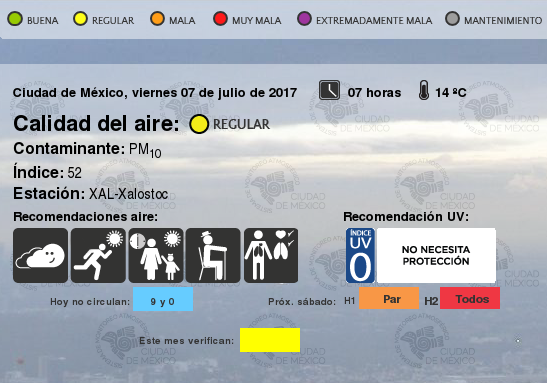 BUENA REGULAR MALA MUY MALA EXTREMADAMENTE MALA MANTENIMIENTO
Ciudad de México, viernes 07 de julio de 2017 07 horas 14 ºC
Calidad del aire: REGULAR
Contaminante: PM10
Índice: 52
Estación: XAL-Xalostoc
Recomendaciones aire: Recomendación UV:
ÍNDICE
UV
0
NO NECESITA
PROTECCIÓN
Hoy no circulan: 9 y 0 Próx. sábado: H1 Par H2 Todos
Este mes verifican:
CIUDAD
DE MÉXICO